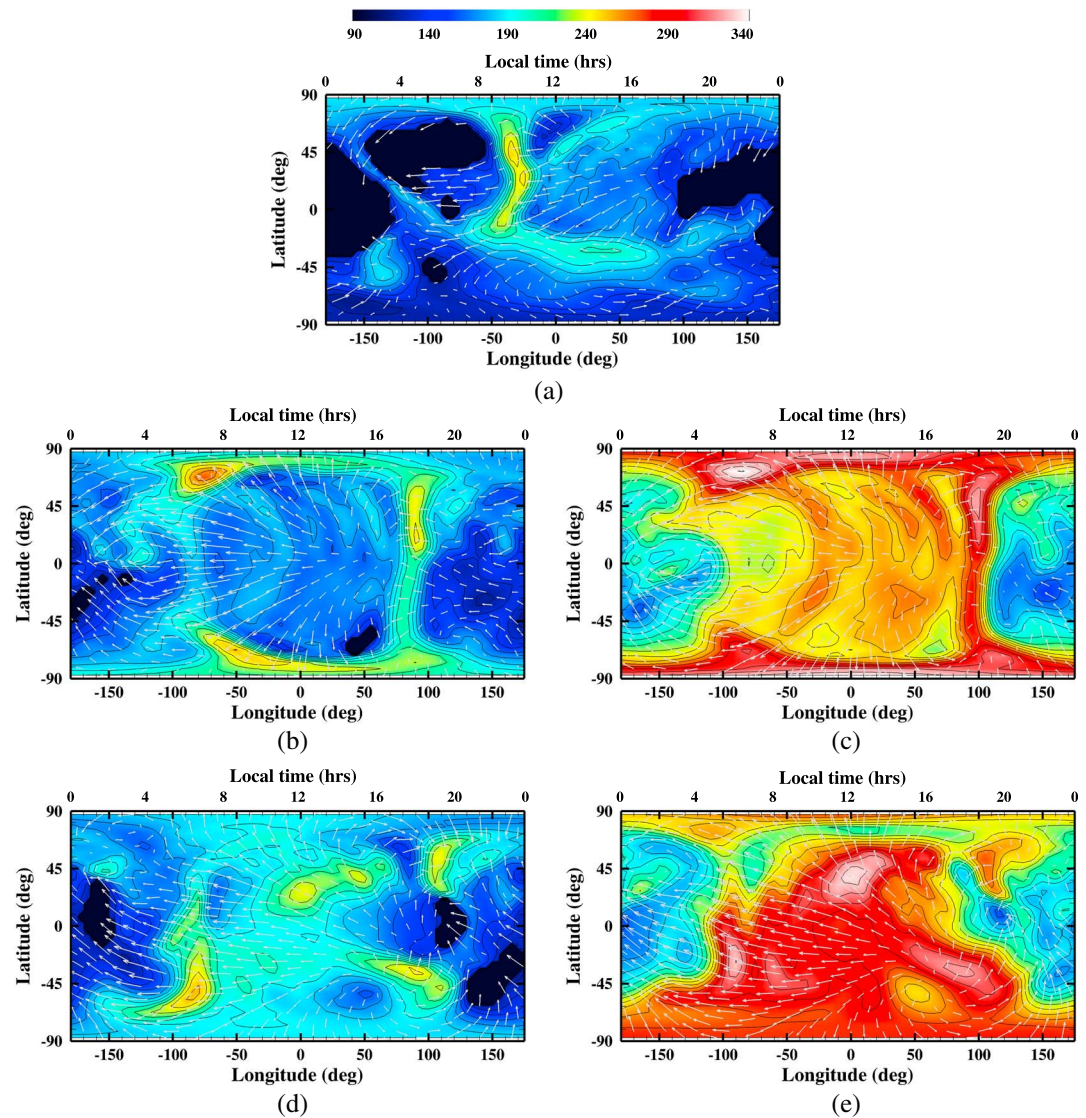 90 140 190 240 290 340
Local time (hrs)
0 4 8 12 16 20 0
90
45
0
-45
-90
Latitude (deg)
-150 -100 -50 0 50 100 150
Longitude (deg)
(a)
Local time (hrs)
0 4 8 12 16 20 0
90
45
0
-45
-90
Latitude (deg)
-150 -100 -50 0 50 100 150
Longitude (deg)
(b)
Local time (hrs)
0 4 8 12 16 20 0
90
45
0
-45
-90
Latitude (deg)
-150 -100 -50 0 50 100 150
Longitude (deg)
(c)
Local time (hrs)
0 4 8 12 16 20 0
90
45
0
-45
-90
Latitude (deg)
-150 -100 -50 0 50 100 150
Longitude (deg)
(d)
Local time (hrs)
0 4 8 12 16 20 0
90
45
0
-45
-90
Latitude (deg)
-150 -100 -50 0 50 100 150
Longitude (deg)
(e)